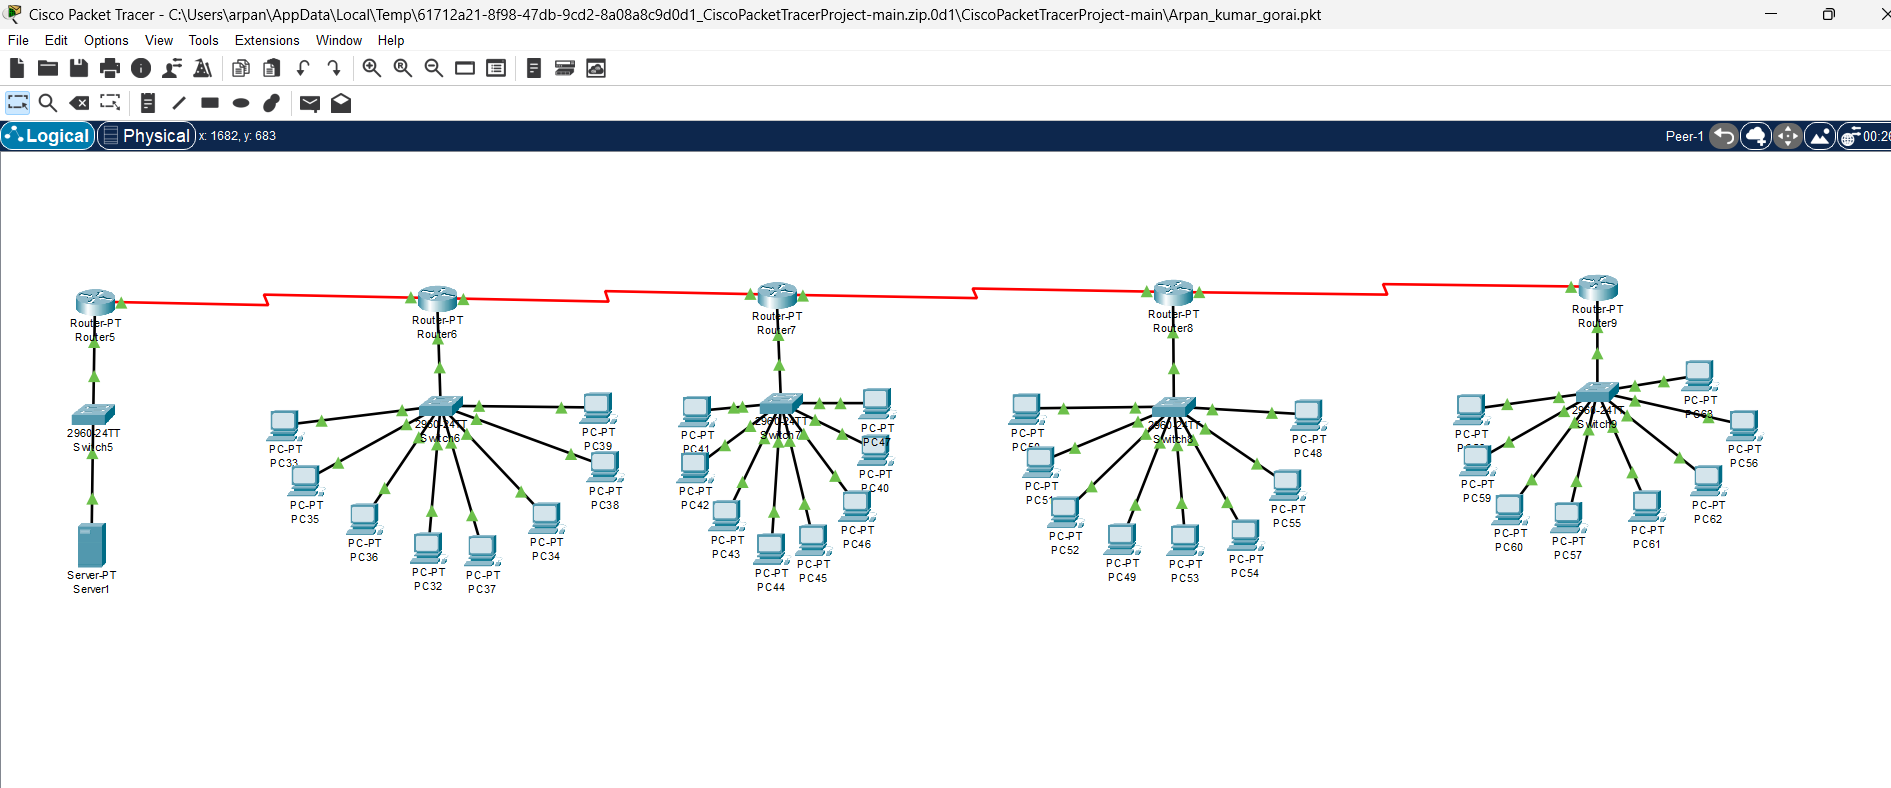 Cisco Packet Tracer - C:\Users\arpan\AppData\Local\Temp\61712a21-8f98-47db-9cd2-8a08a8c9d0d1_CiscoPacketTracerProject-main.zip.0d1\CiscoPacketTracerProject-main\Arpan_kumar_gorai.pkt
File Edit Options View Tools Extensions Window Help
Logical Physical x: 1682, y: 683 Peer-1
Router-PT
Router5
Router-PT
Router6
Router-PT
Router7
Router-PT
Router8
Router-PT
Router9
2960-24TT
Switch5
Server-PT
Server1
2960-24TT
Switch6
PC-PT
PC33
PC-PT
PC35
PC-PT
PC36
PC-PT
PC32
PC-PT
PC37
PC-PT
PC34
PC-PT
PC38
PC-PT
PC39
2960-24TT
Switch7
PC-PT
PC41
PC-PT
PC42
PC-PT
PC43
PC-PT
PC44
PC-PT
PC45
PC-PT
PC46
PC-PT
PC40
PC-PT
PC47
2960-24TT
Switch8
PC-PT
PC-PT
PC51
PC-PT
PC52
PC-PT
PC49
PC-PT
PC53
PC-PT
PC54
PC-PT
PC55
PC-PT
PC48
2960-24TT
Switch9
PC-PT
PC-PT
PC59
PC-PT
PC60
PC-PT
PC57
PC-PT
PC61
PC-PT
PC62
PC-PT
PC56
PC-PT
PC63